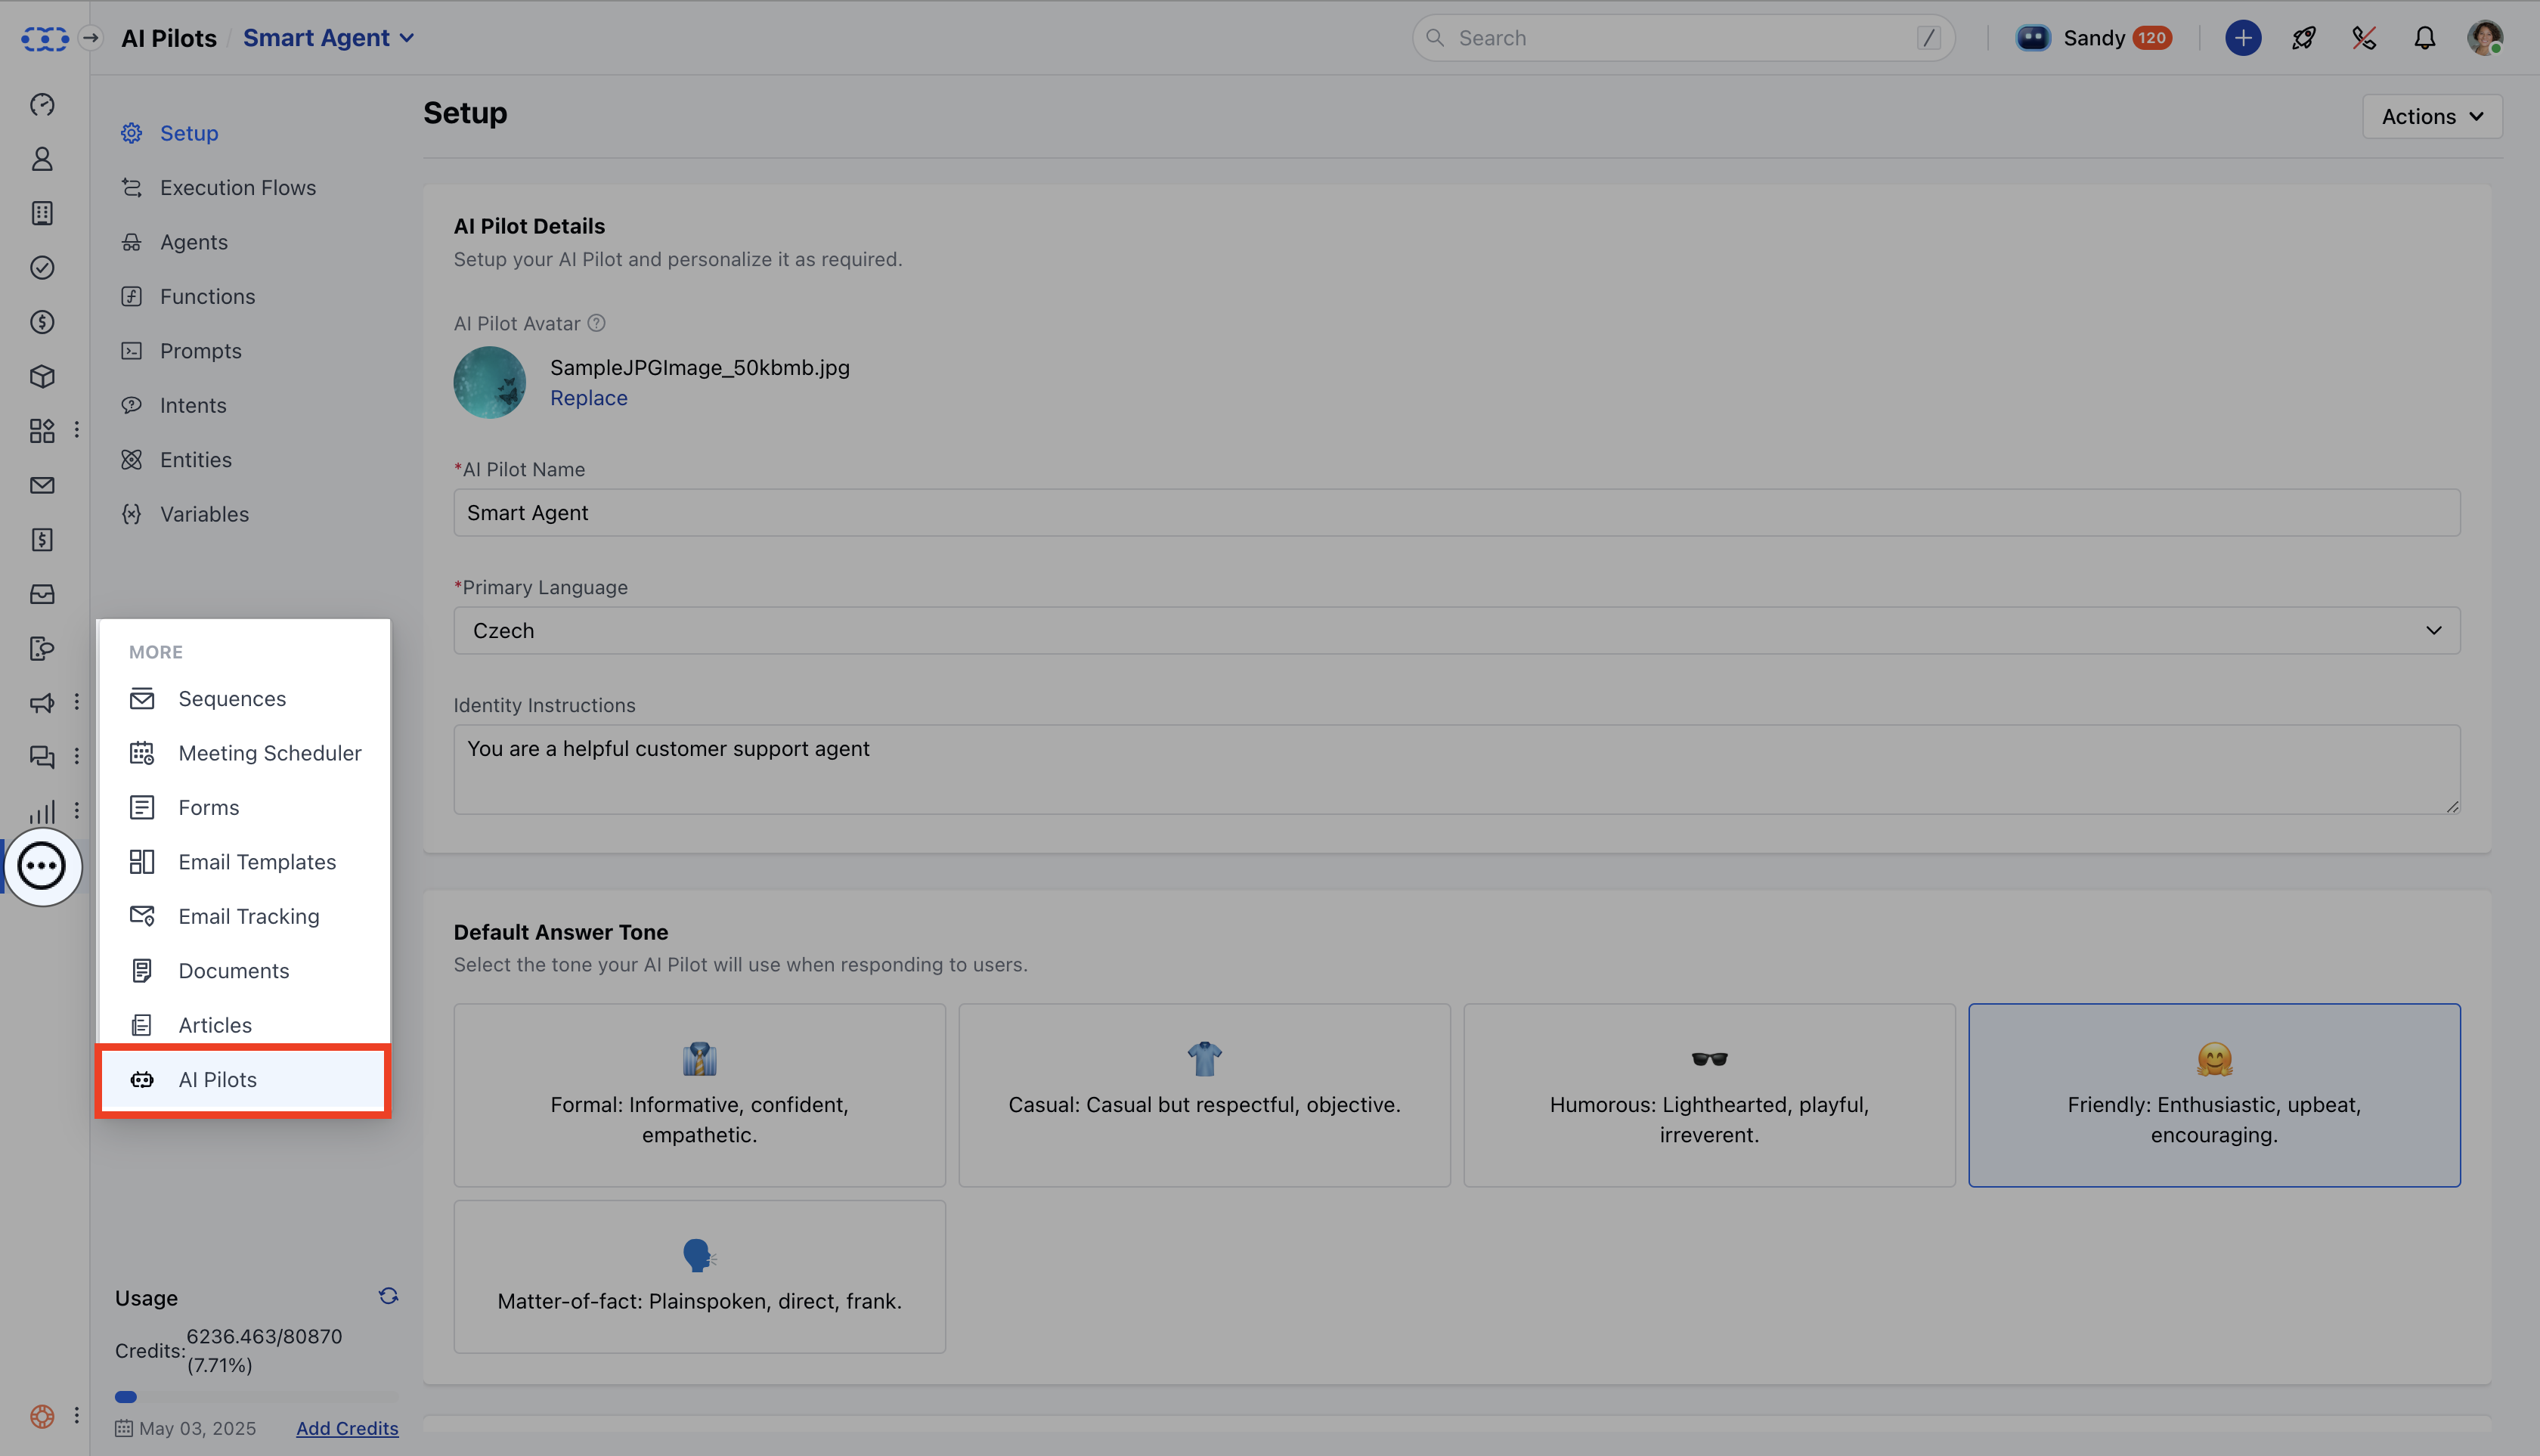 AI Pilots / Smart Agent
Search
/
Sandy 120
Setup
Execution Flows
Agents
Functions
Prompts
Intents
Entities
Variables
MORE
Sequences
Meeting Scheduler
Forms
Email Templates
Email Tracking
Documents
Articles
AI Pilots
Usage
Credits: 6236.463/80870
(7.71%)
May 03, 2025 Add Credits
Setup
Actions
AI Pilot Details
Setup your AI Pilot and personalize it as required.
AI Pilot Avatar ?
SampleJPGImage_50kbmb.jpg
Replace
*AI Pilot Name
Smart Agent
*Primary Language
Czech
Identity Instructions
You are a helpful customer support agent
Default Answer Tone
Select the tone your AI Pilot will use when responding to users.
Formal: Informative, confident,
empathetic.
Casual: Casual but respectful, objective.
Humorous: Lighthearted, playful,
irreverent.
Friendly: Enthusiastic, upbeat,
encouraging.
Matter-of-fact: Plainspoken, direct, frank.